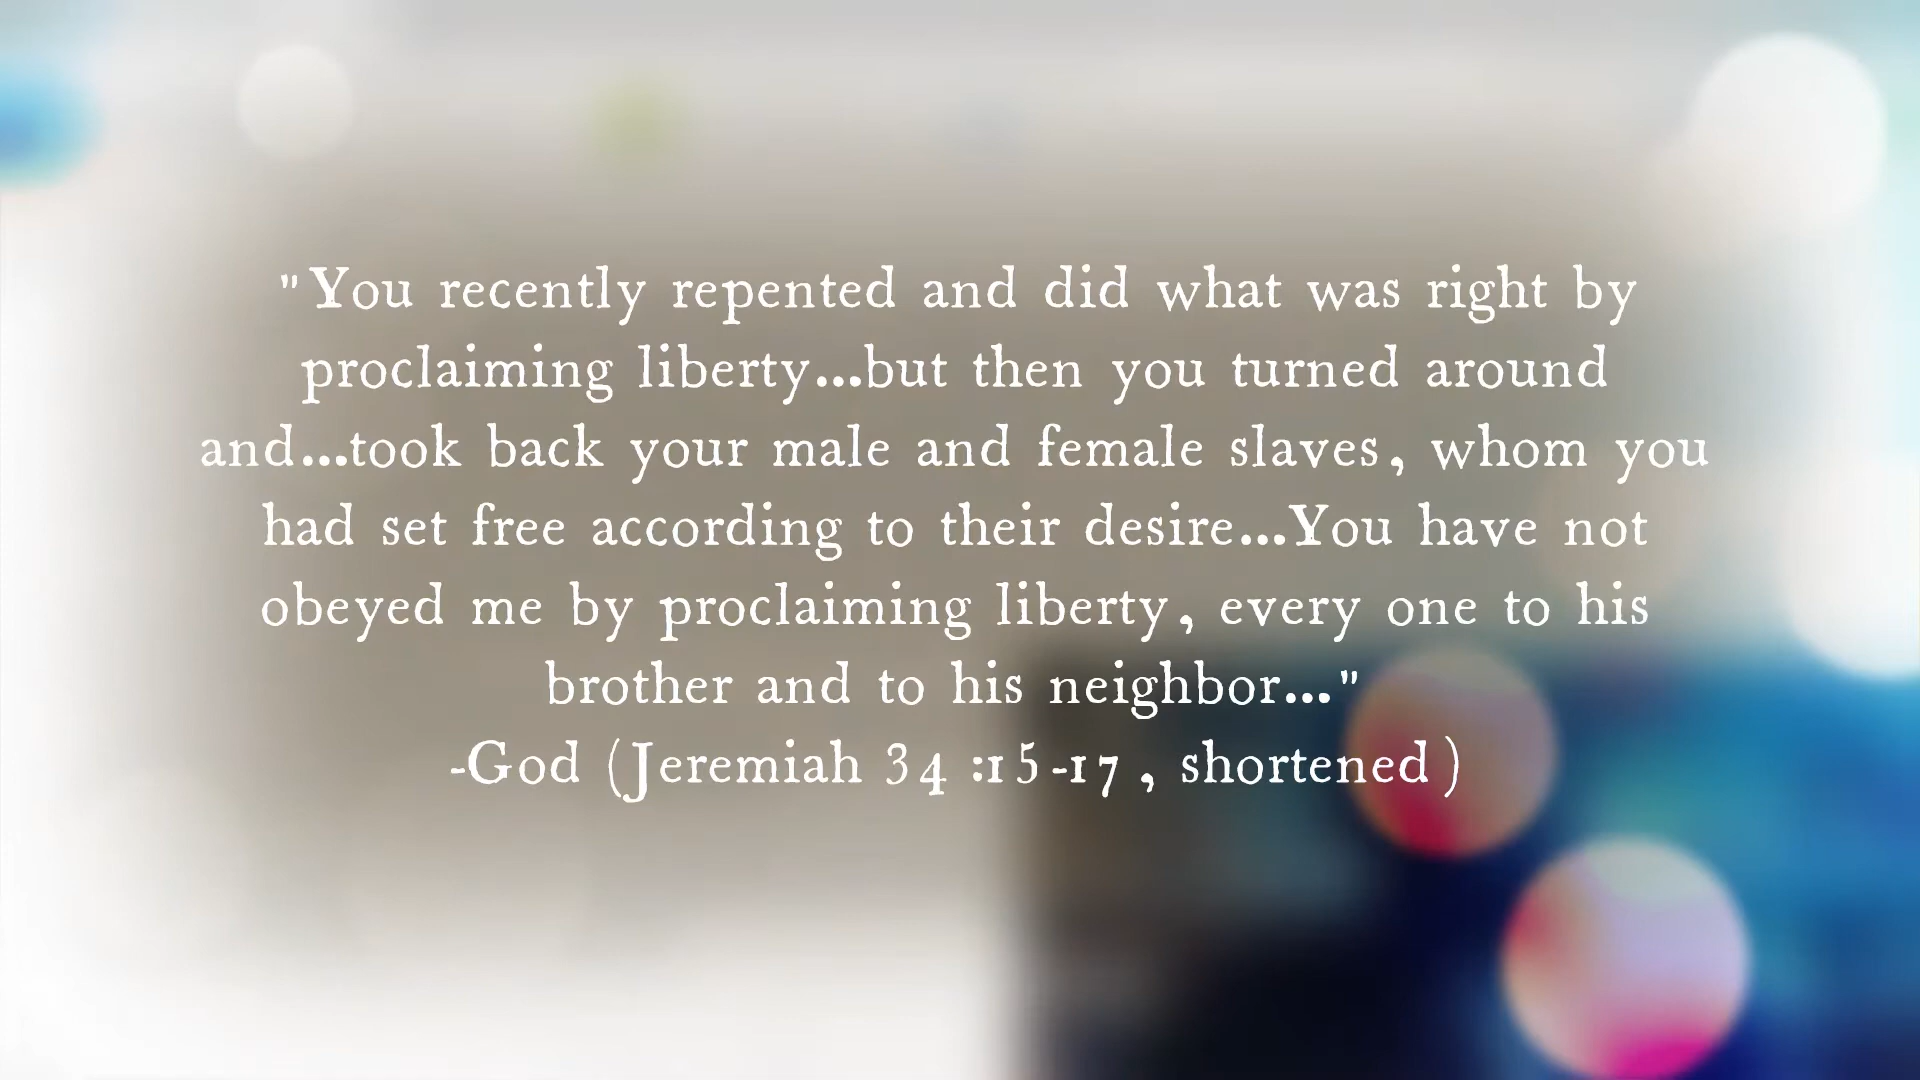 "You recently repented and did what was right by
proclaiming liberty...but then you turned around
and...took back your male and female slaves, whom you
had set free according to their desire...You have not
obeyed me by proclaiming liberty, every one to his
brother and to his neighbor..."
-God (Jeremiah 34:15-17, shortened)